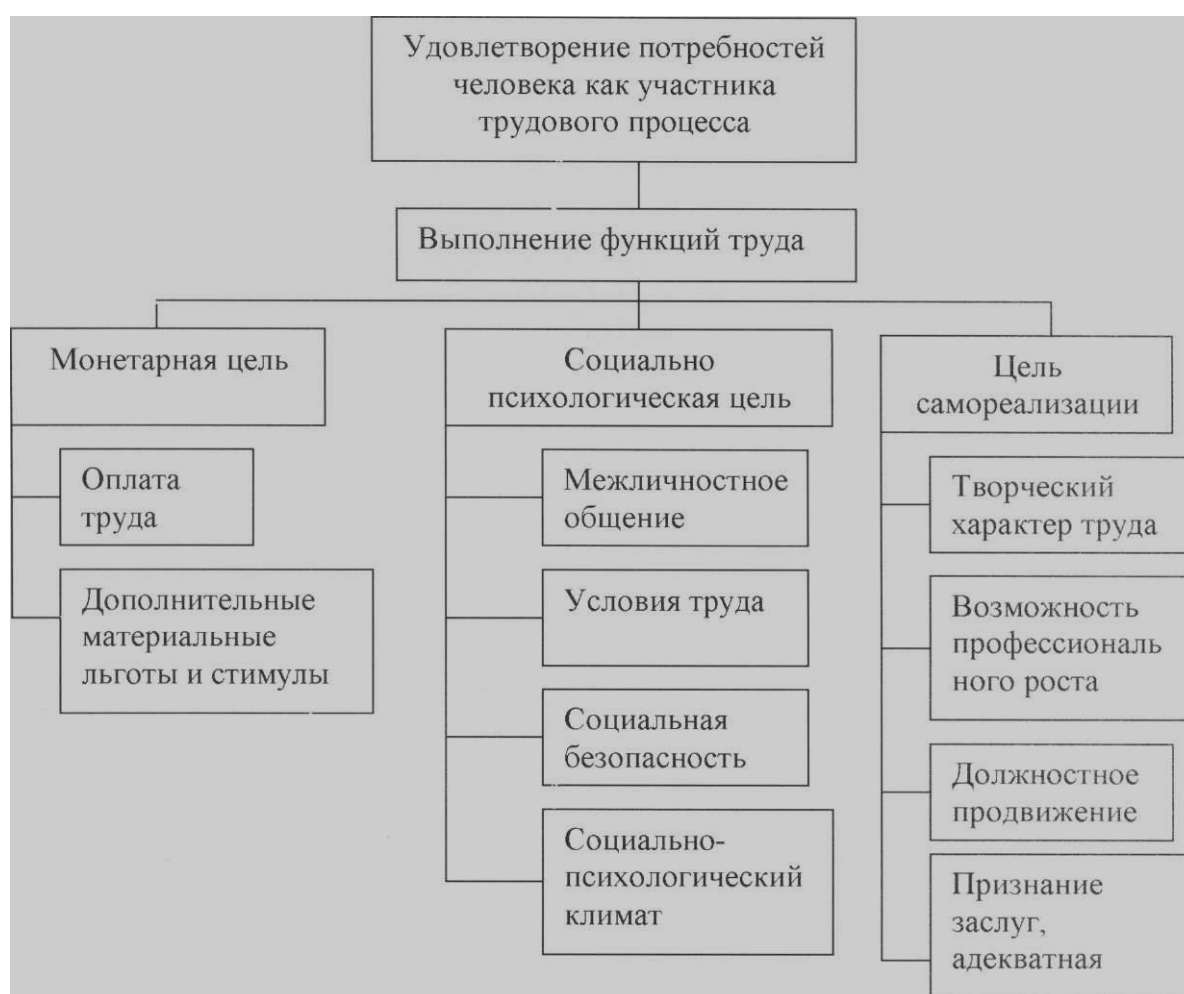 Удовлетворение потребностей
человека как участника
трудового процесса
Выполнение функций труда
Монетарная цель
Оплата
труда
Дополнительные
материальные
льготы и стимулы
Социально
психологическая цель
Межличностное
общение
Условия труда
Социальная
безопасность
Социально-
психологический
климат
Цель
самореализации
Творческий
характер труда
Возможность
профессиональ
ного роста
Должностное
продвижение
Признание
заслуг,
адекватная